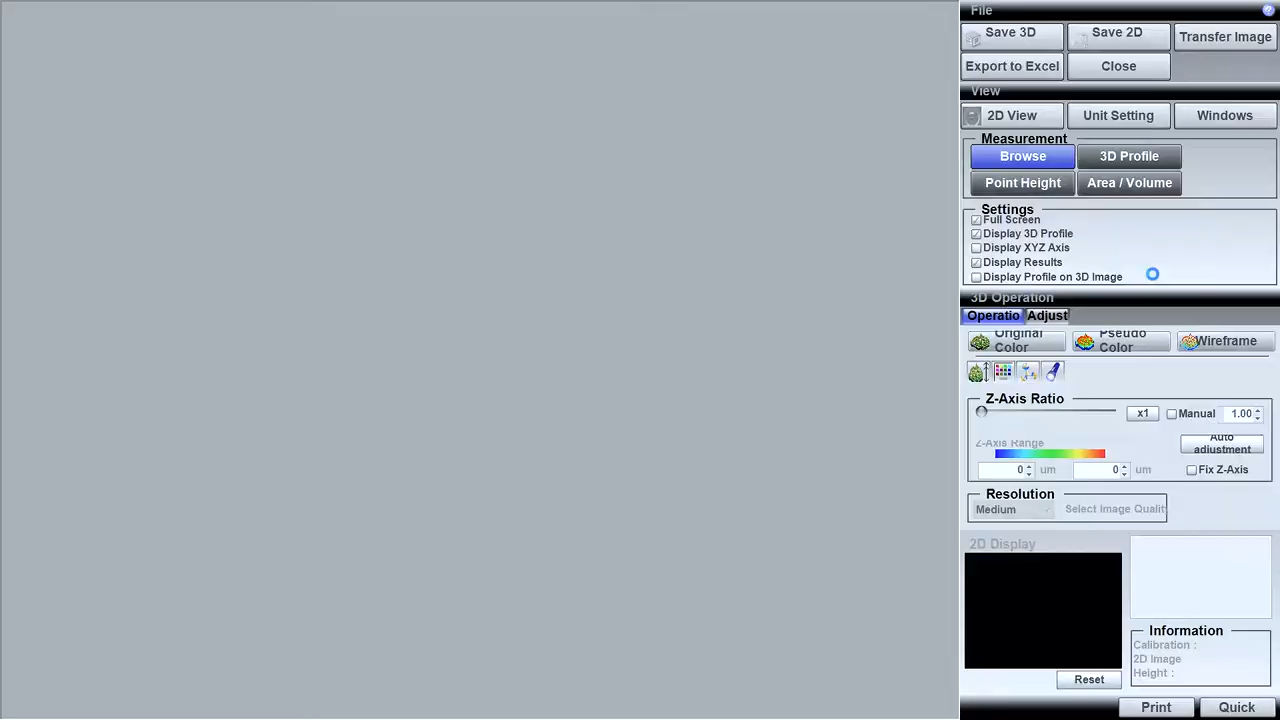 File
?
Save 3D
Save 2D
Transfer Image
Export to Excel
Close
View
2D View
Unit Setting
Windows
Measurement
Browse
3D Profile
Point Height
Area / Volume
Settings
Full Screen
Display 3D Profile
Display XYZ Axis
Display Results
Display Profile on 3D Image
3D Operation
Operatio
Adjust
Original
Color
Pseudo
Color
Wireframe
Z-Axis Ratio
x1
Manual
1.00
Z-Axis Range
Auto
adjustment
0 um
0 um
Fix Z-Axis
Resolution
Medium
Select Image Quality
2D Display
Information
Calibration :
2D Image
Height :
Reset
Print
Quick